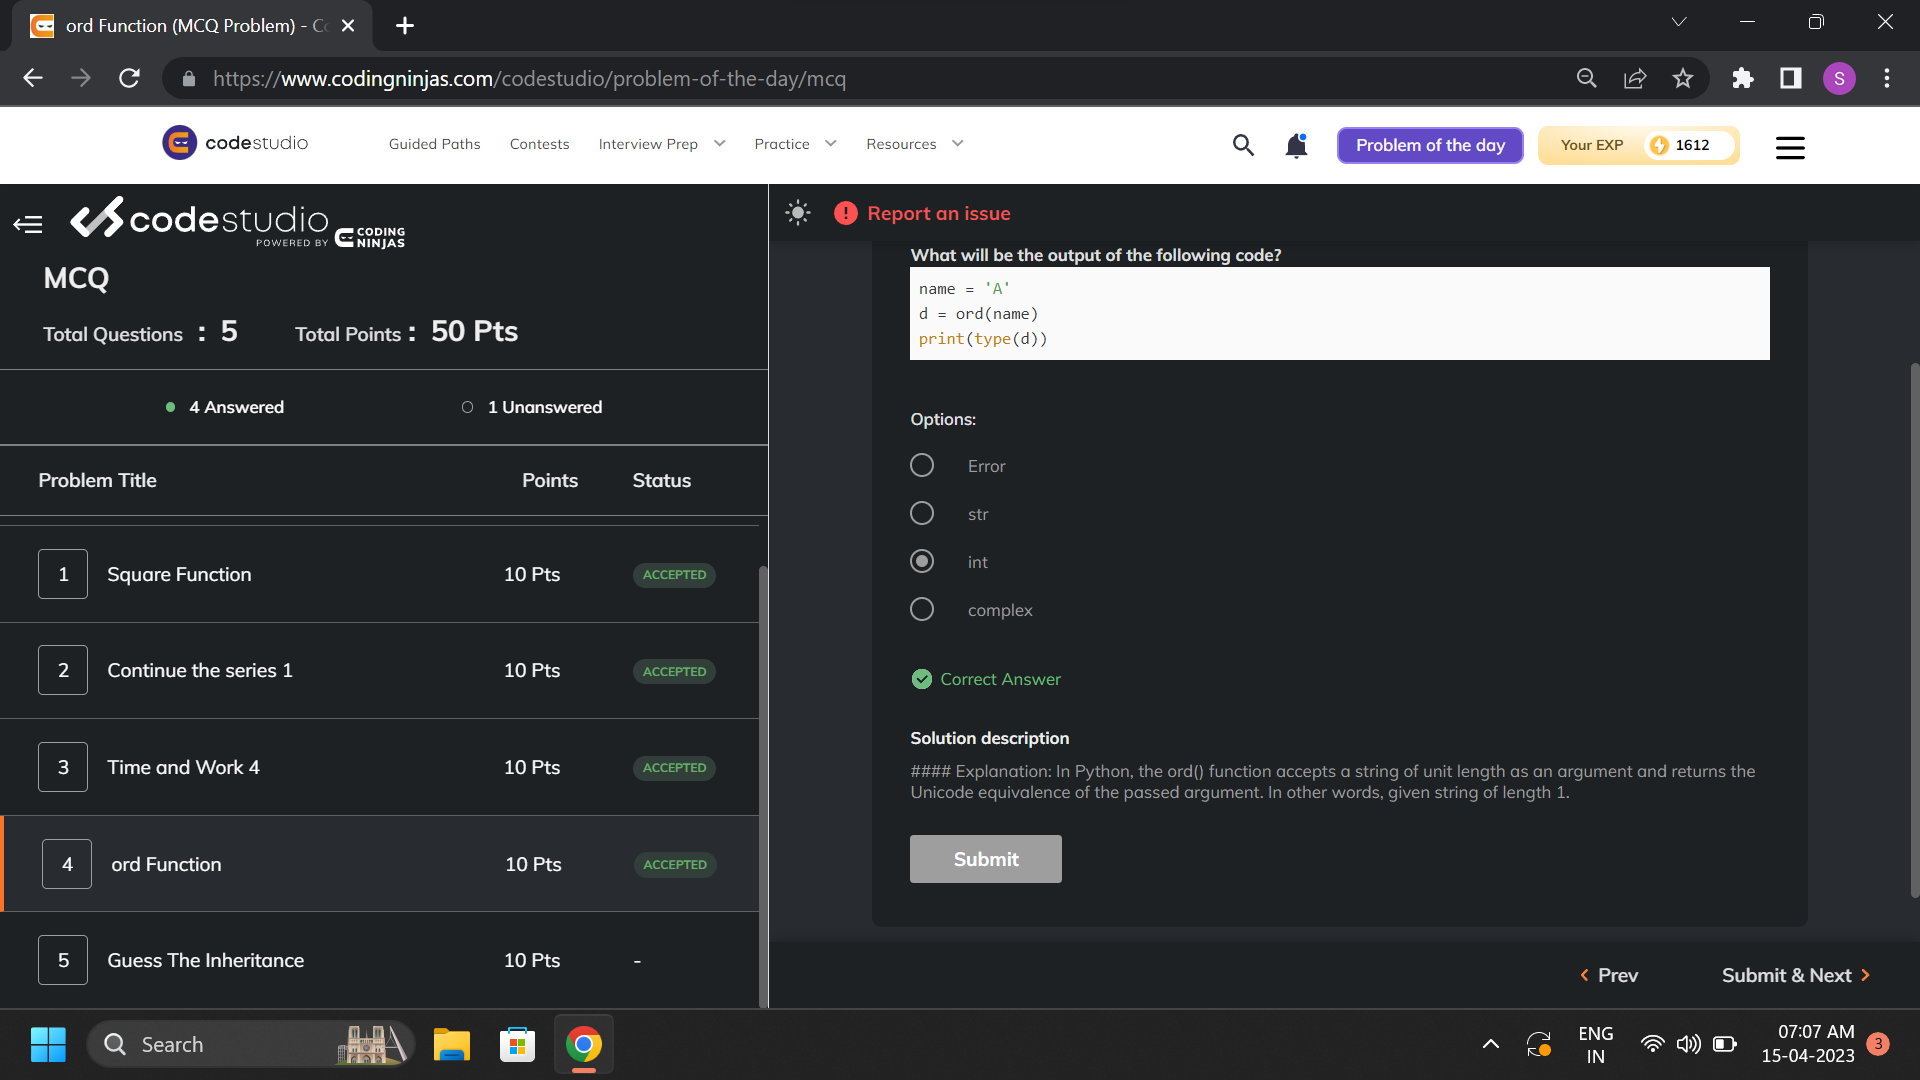 ord Function (MCQ Problem) - C
https://www.codingninjas.com/codestudio/problem-of-the-day/mcq
S
codestudio
Guided Paths
Contests
Interview Prep
Practice
Resources
Problem of the day
Your EXP
1612
codestudio
POWERED BY CODING NINJAS
Report an issue
MCQ
Total Questions : 5
Total Points : 50 Pts
4 Answered
1 Unanswered
Problem Title Points Status
1 Square Function 10 Pts ACCEPTED
2 Continue the series 1 10 Pts ACCEPTED
3 Time and Work 4 10 Pts ACCEPTED
4 ord Function 10 Pts ACCEPTED
5 Guess The Inheritance 10 Pts -
What will be the output of the following code?
name = 'A'
d = ord(name)
print(type(d))
Options:
Error
str
int
complex
Correct Answer
Solution description
#### Explanation: In Python, the ord() function accepts a string of unit length as an argument and returns the
Unicode equivalence of the passed argument. In other words, given string of length 1.
Submit
Prev
Submit & Next
Search
ENG
IN
07:07 AM
15-04-2023
3